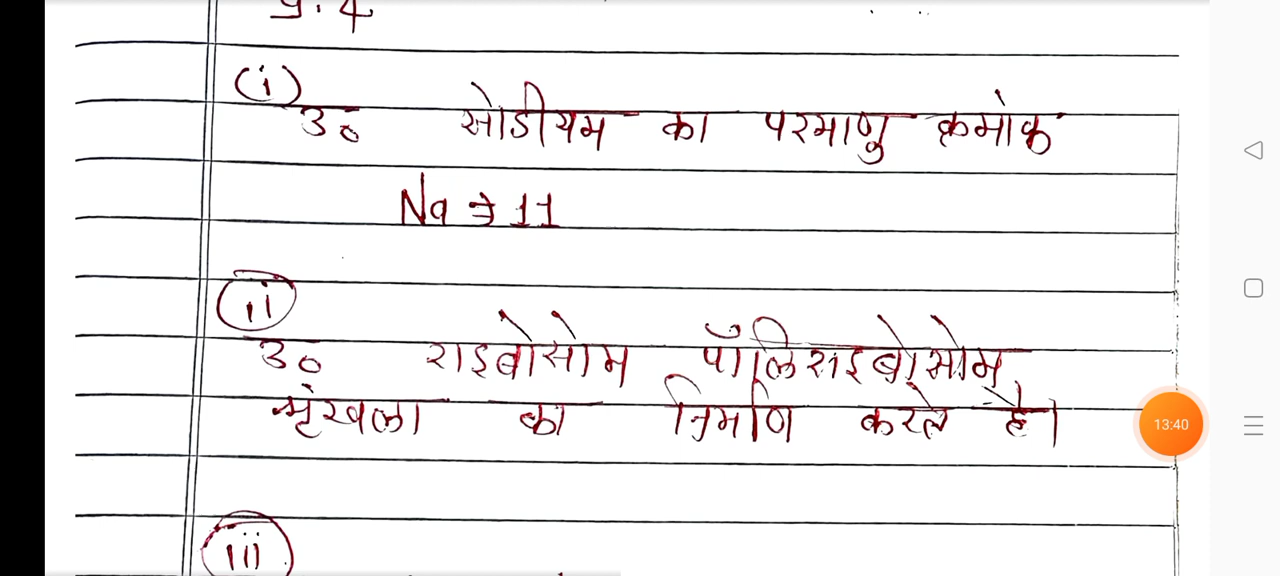 प्र. 4
(i)
उ० सोडीयम का परमाणु क्रमांक
Na → 11
(ii)
उ० राइबोसोम पॉलिराइबोसोम
श्रृंखला का निर्माण करते है।
13:40
(iii)